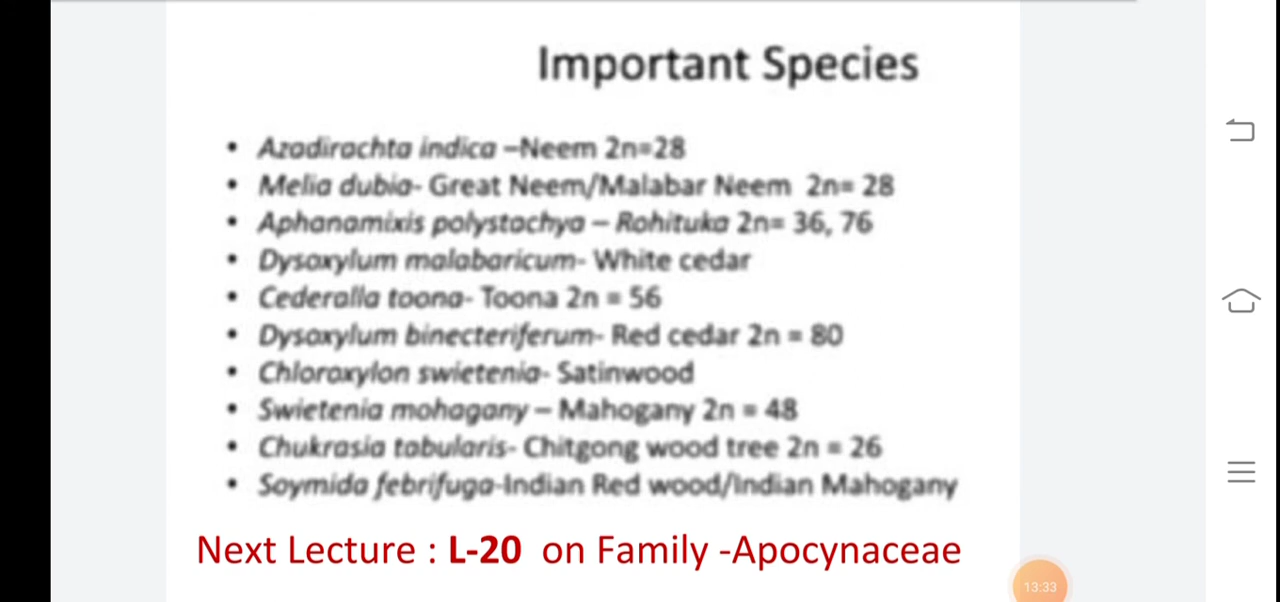 Important Species
• Azadirachta indica –Neem 2n=28
• Melia dubia- Great Neem/Malabar Neem 2n= 28
• Aphanamixis polystachya – Rohituka 2n= 36, 76
• Dysoxylum malabaricum- White cedar
• Cederalla toona- Toona 2n = 56
• Dysoxylum binecteriferum- Red cedar 2n = 80
• Chloroxylon swietenia- Satinwood
• Swietenia mohagany – Mahogany 2n = 48
• Chukrasia tabularis- Chitgong wood tree 2n = 26
• Soymida febrifuga-Indian Red wood/Indian Mahogany
Next Lecture : L-20 on Family -Apocynaceae
13:33